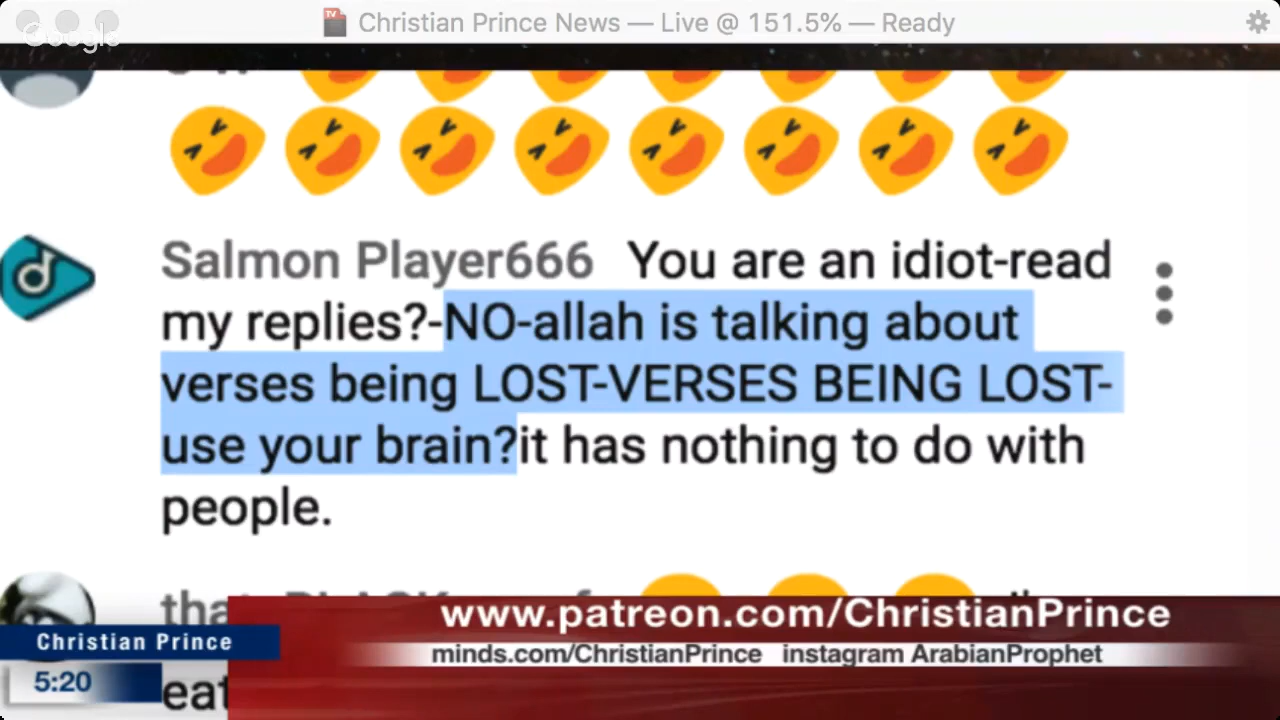 Christian Prince News — Live @ 151.5% — Ready
Google
Salmon Player666 You are an idiot-read
my replies?-NO-allah is talking about
verses being LOST-VERSES BEING LOST-
use your brain?it has nothing to do with
people.
www.patreon.com/ChristianPrince
Christian Prince
minds.com/ChristianPrince instagram ArabianProphet
5:20